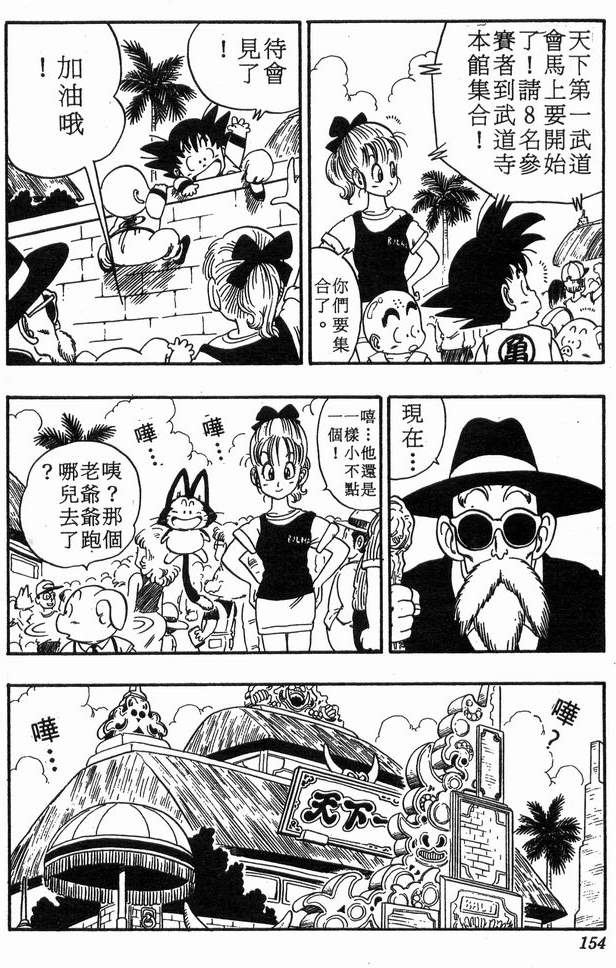 天下第一武道
會馬上要開始
了！請8名參
賽者到武道寺
本館集合！
你們要集
合了。
龜
待會
見了
！
加油哦
！
現在…
嘻…他還是
一樣小不點
一個！
嘩…
嘩…
咦？那個
老爺爺跑
哪兒去了
？
嘩？
嘩…
天下一
154